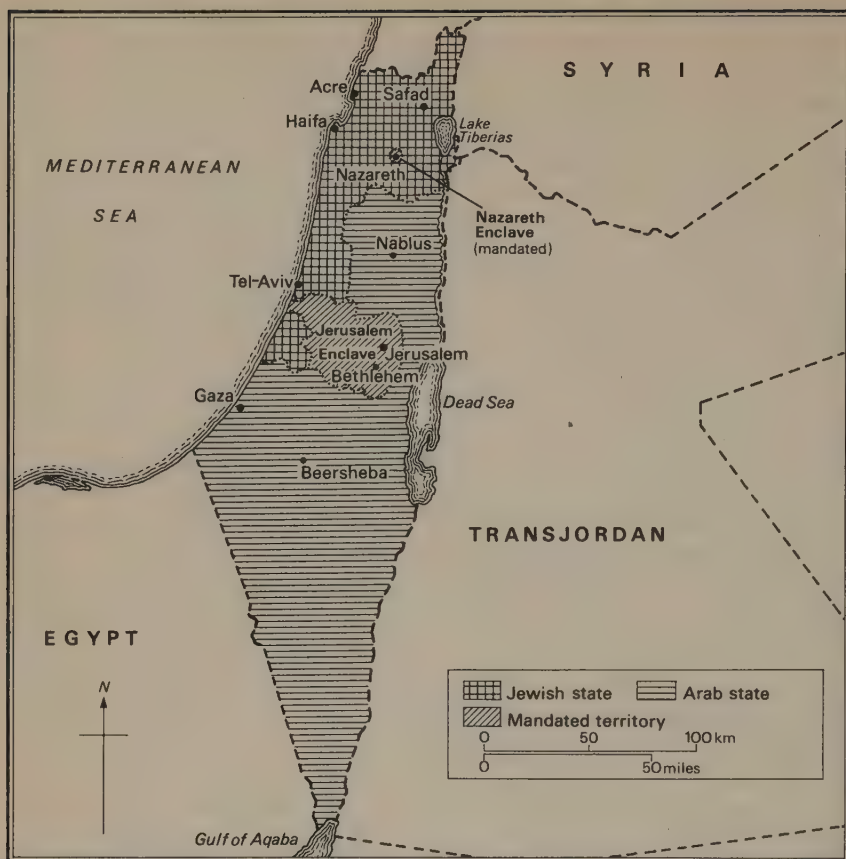 SYRIA
Acre
Safad
Haifa
Lake
Tiberias
MEDITERRANEAN
SEA
Nazareth
Nazareth
Enclave
(mandated)
Nablus
Tel-Aviv
Jerusalem
Enclave
Jerusalem
Bethlehem
Gaza
Dead Sea
Beersheba
TRANSJORDAN
EGYPT
N
Jewish state Arab state
Mandated territory
0 50 100 km
0 50 miles
Gulf of Aqaba